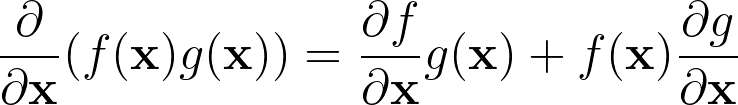 ∂/∂𝐱 (f(𝐱)g(𝐱)) = ∂f/∂𝐱 g(𝐱) + f(𝐱) ∂g/∂𝐱